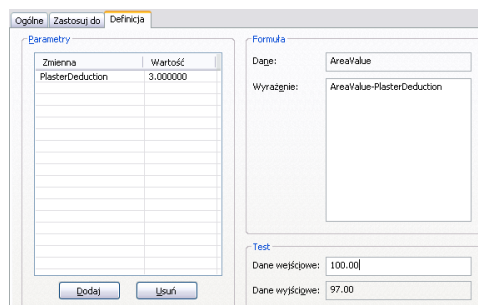 Ogólne Zastosuj do Definicja
Parametry
Zmienna Wartość
PlasterDeduction 3.000000
Dodaj Usuń
Formuła
Dane: AreaValue
Wyrażenie: AreaValue-PlasterDeduction
Test
Dane wejściowe: 100.00
Dane wyjściowe: 97.00